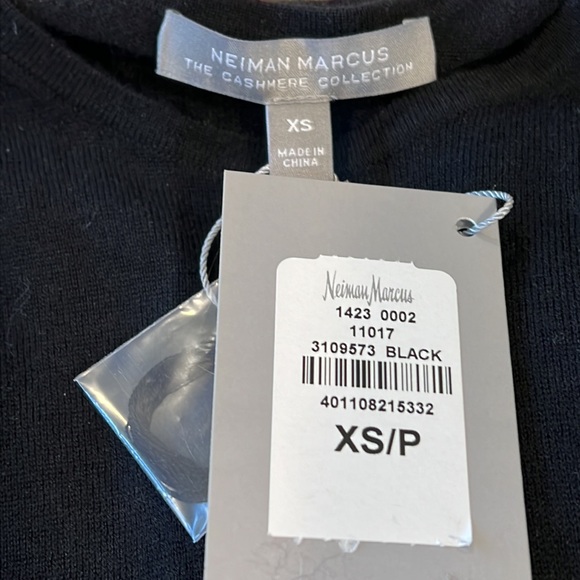 NEIMAN MARCUS
THE CASHMERE COLLECTION
XS
MADE IN
CHINA
Neiman Marcus
1423 0002
11017
3109573 BLACK
401108215332
XS/P